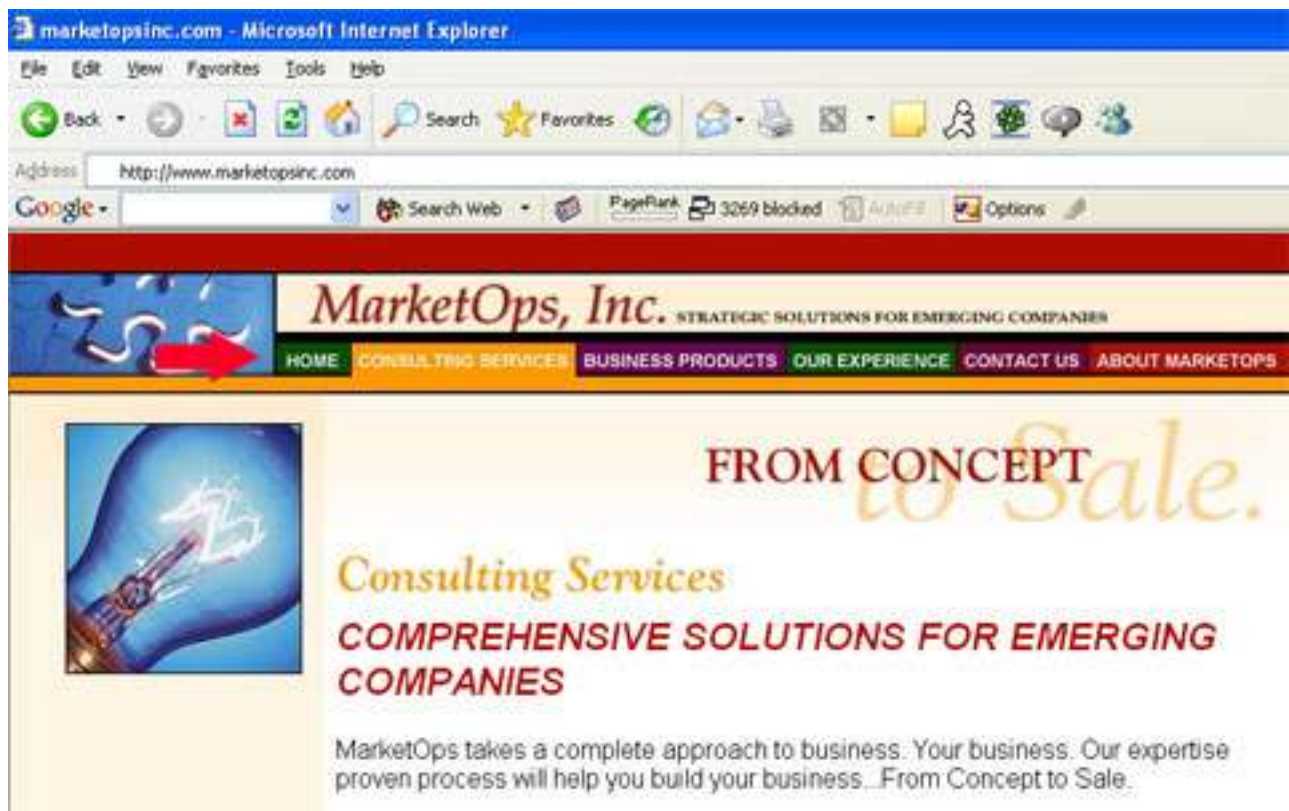 marketopsinc.com - Microsoft Internet Explorer
File Edit View Favorites Tools Help
Back Search Favorites
Address http://www.marketopsinc.com
Google Search Web PageRank 3269 blocked AutoFill Options
MarketOps, Inc. STRATEGIC SOLUTIONS FOR EMERGING COMPANIES
HOME CONSULTING SERVICES BUSINESS PRODUCTS OUR EXPERIENCE CONTACT US ABOUT MARKETOPS
FROM CONCEPT to Sale.
Consulting Services
COMPREHENSIVE SOLUTIONS FOR EMERGING
COMPANIES
MarketOps takes a complete approach to business. Your business. Our expertise
proven process will help you build your business...From Concept to Sale.